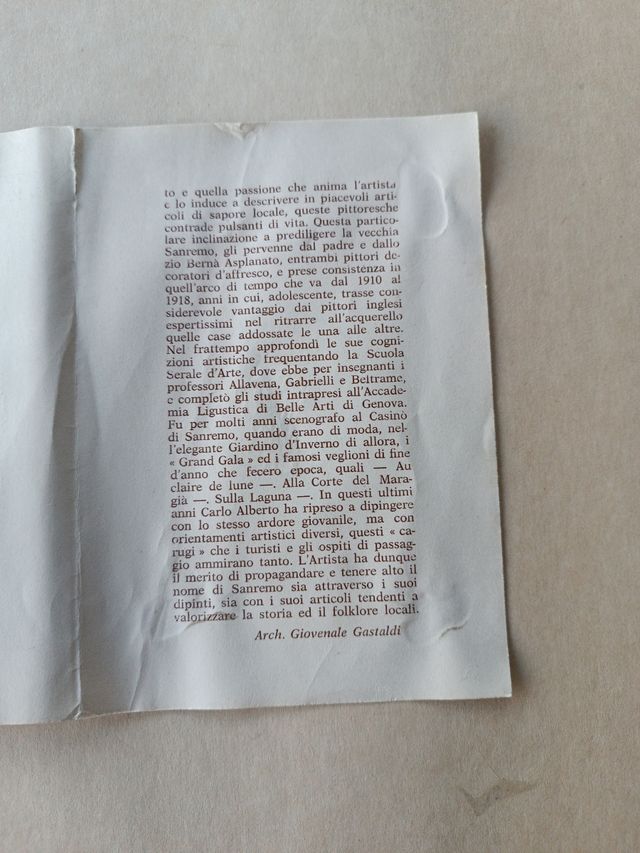 to e quella passione che anima l'artista
e lo induce a descrivere in piacevoli arti-
coli di sapore locale, queste pittoresche
contrade pulsanti di vita. Questa partico-
lare inclinazione a prediligere la vecchia
Sanremo, gli pervenne dal padre e dallo
zio Bernà Asplanato, entrambi pittori de-
coratori d'affresco, e prese consistenza in
quell'arco di tempo che va dal 1910 al
1918, anni in cui, adolescente, trasse con-
siderevole vantaggio dai pittori inglesi
espertissimi nel ritrarre all'acquerello
quelle case addossate le una alle altre.
Nel frattempo approfondì le sue cogni-
zioni artistiche frequentando la Scuola
Serale d'Arte, dove ebbe per insegnanti i
professori Allavena, Gabrielli e Beltrame,
e completò gli studi intrapresi all'Accade-
mia Ligustica di Belle Arti di Genova.
Fu per molti anni scenografo al Casinò
di Sanremo, quando erano di moda, nel-
l'elegante Giardino d'Inverno di allora, i
« Grand Gala » ed i famosi veglioni di fine
d'anno che fecero epoca, quali — Au
claire de lune —. Alla Corte del Mara-
già —. Sulla Laguna —. In questi ultimi
anni Carlo Alberto ha ripreso a dipingere
con lo stesso ardore giovanile, ma con
orientamenti artistici diversi, questi « ca-
rugi » che i turisti e gli ospiti di passag-
gio ammirano tanto. L'Artista ha dunque
il merito di propagandare e tenere alto il
nome di Sanremo sia attraverso i suoi
dipinti, sia con i suoi articoli tendenti a
valorizzare la storia ed il folklore locali.
Arch. Giovenale Gastaldi